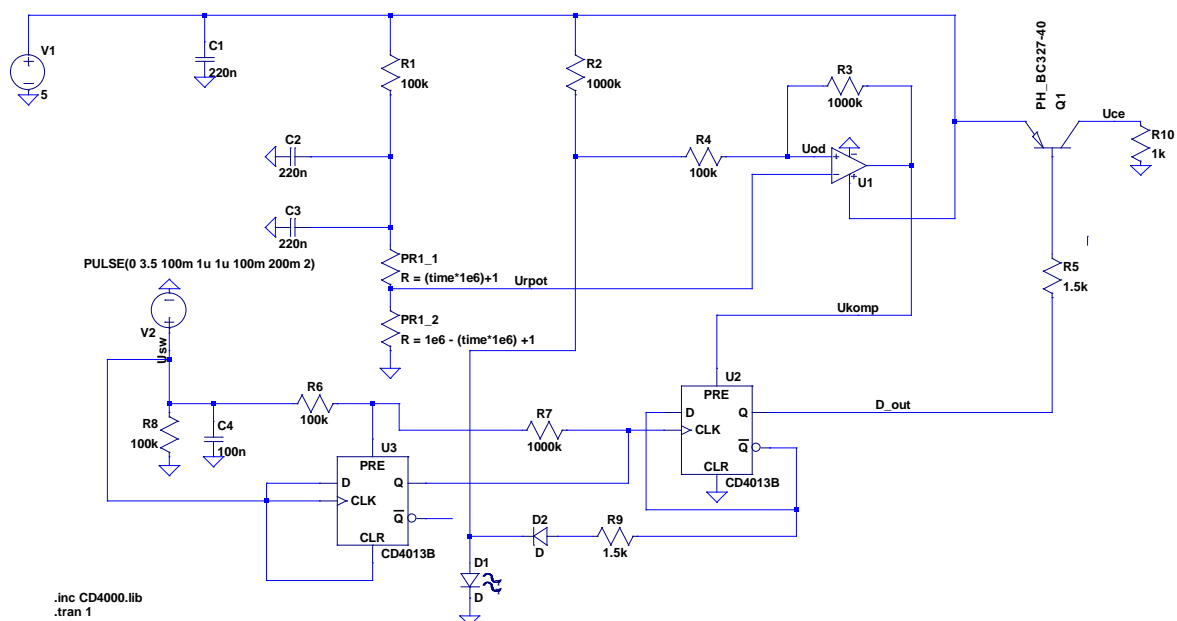 V1
5
C1
220n
R1
100k
R2
1000k
R3
1000k
PH_BC327-40
Q1
Uce
R10
1k
C2
220n
R4
100k
Uod
+
−
U1
C3
220n
PULSE(0 3.5 100m 1u 1u 100m 200m 2)
PR1_1
R = (time*1e6)+1
Urpot
R5
1.5k
V2
Usw
PR1_2
R = 1e6 - (time*1e6) +1
Ukomp
U2
PRE
D
Q
D_out
CLK
Q
CLR
CD4013B
R6
100k
R8
100k
C4
100n
R7
1000k
U3
PRE
D
Q
CLK
Q
CLR
CD4013B
D2
D
R9
1.5k
D1
D
.inc CD4000.lib
.tran 1